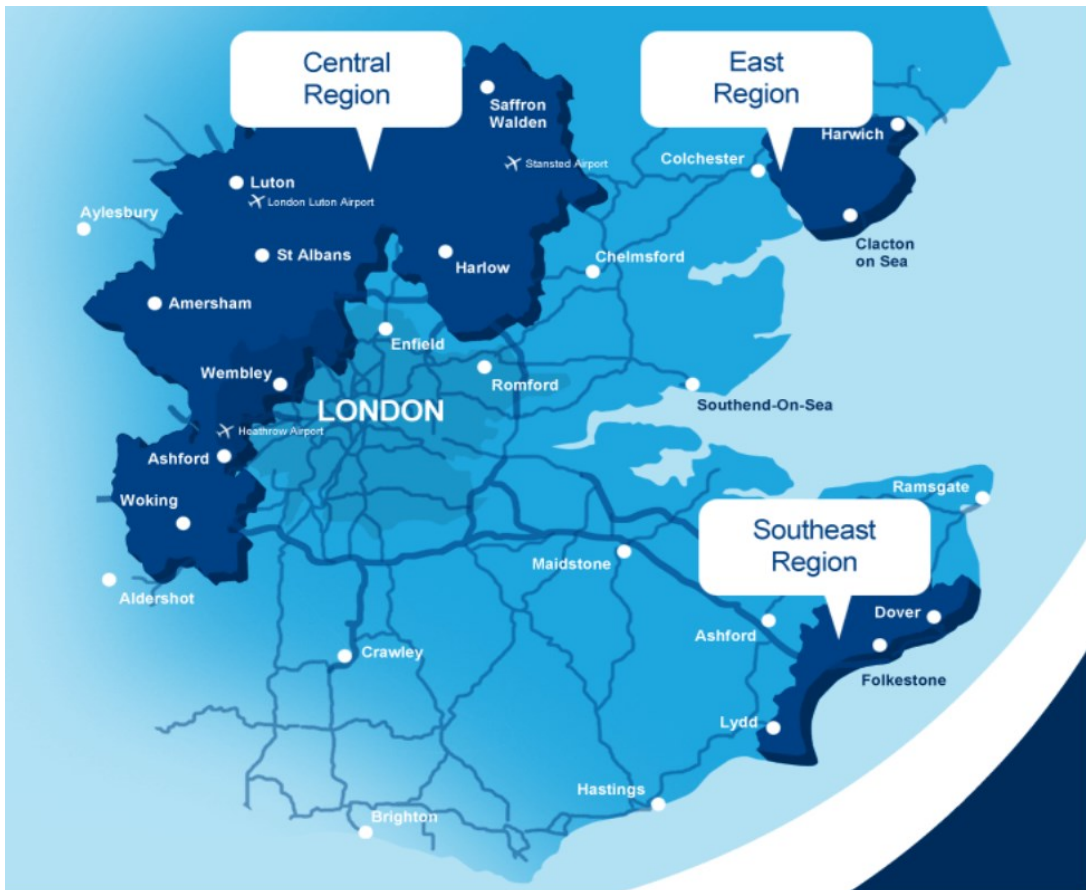 Central
Region
East
Region
Saffron
Walden
Harwich
Stansted Airport
Colchester
Luton
London Luton Airport
Aylesbury
St Albans
Harlow
Clacton
on Sea
Chelmsford
Amersham
Enfield
Wembley
Romford
LONDON
Southend-On-Sea
Heathrow Airport
Ashford
Woking
Ramsgate
Southeast
Region
Maidstone
Aldershot
Dover
Ashford
Crawley
Folkestone
Lydd
Hastings
Brighton